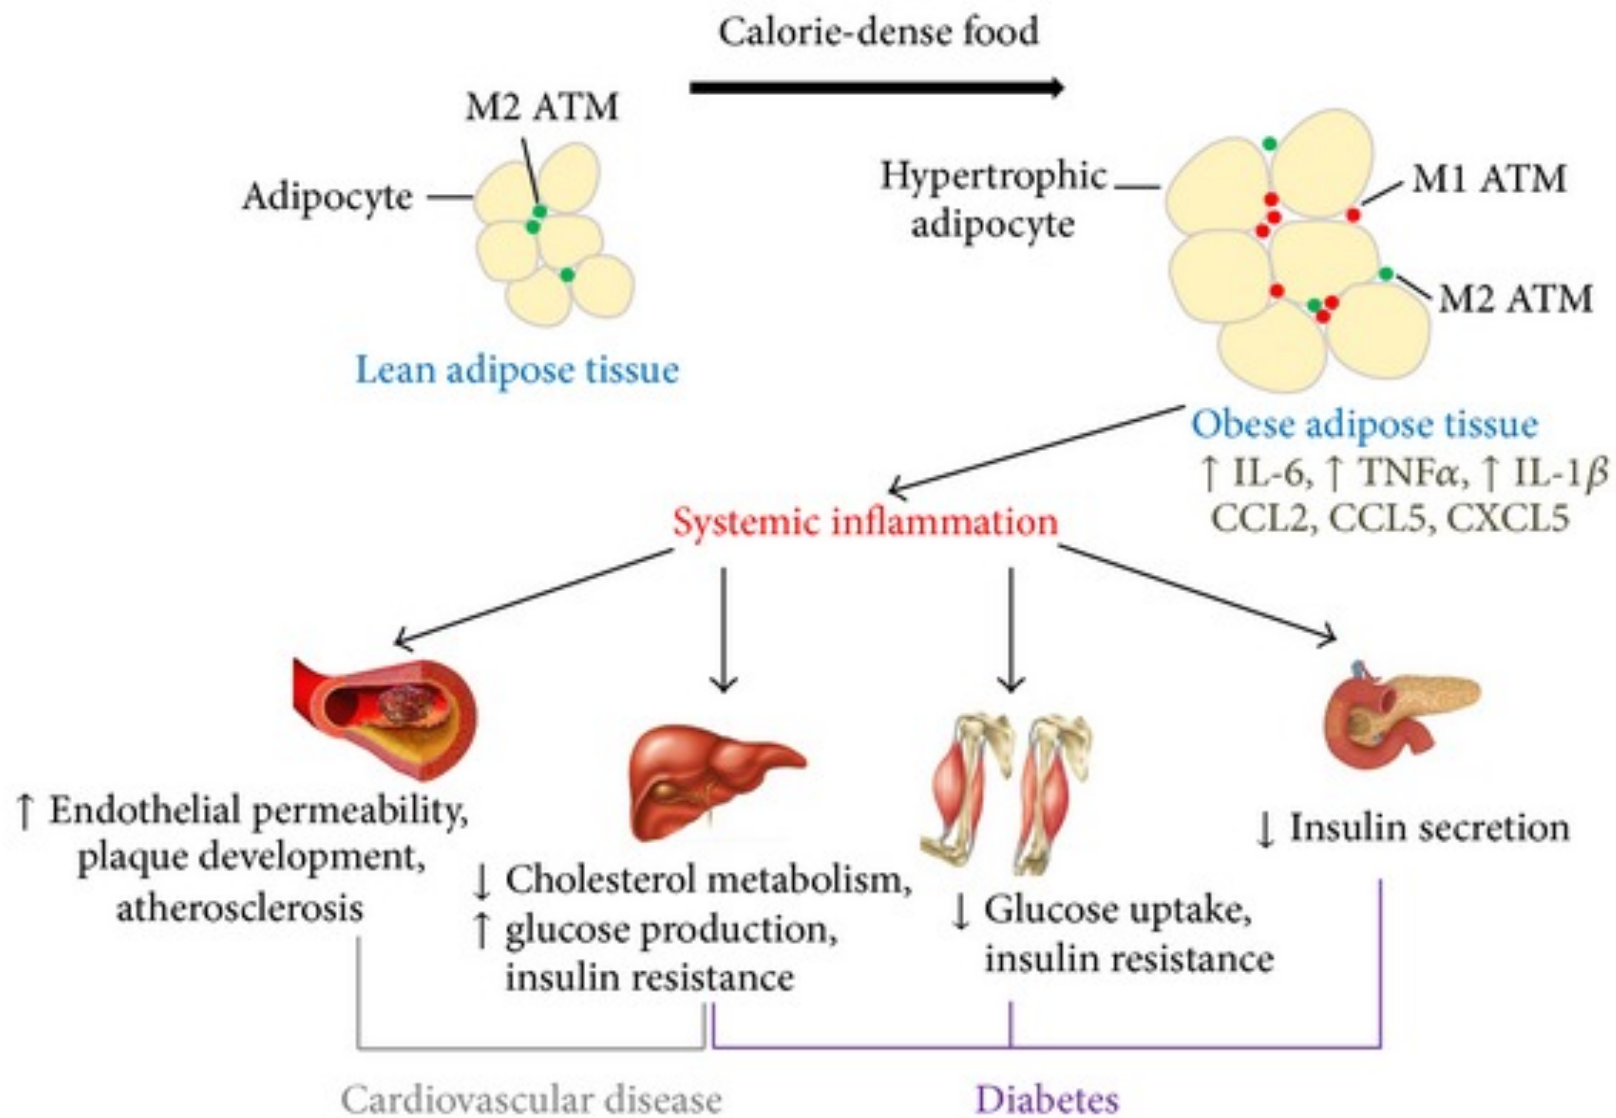 Calorie-dense food
M2 ATM
Adipocyte
Lean adipose tissue
Hypertrophic
adipocyte
M1 ATM
M2 ATM
Obese adipose tissue
↑ IL-6, ↑ TNFα, ↑ IL-1β
CCL2, CCL5, CXCL5
Systemic inflammation
↑ Endothelial permeability,
plaque development,
atherosclerosis
↓ Cholesterol metabolism,
↑ glucose production,
insulin resistance
↓ Glucose uptake,
insulin resistance
↓ Insulin secretion
Cardiovascular disease
Diabetes